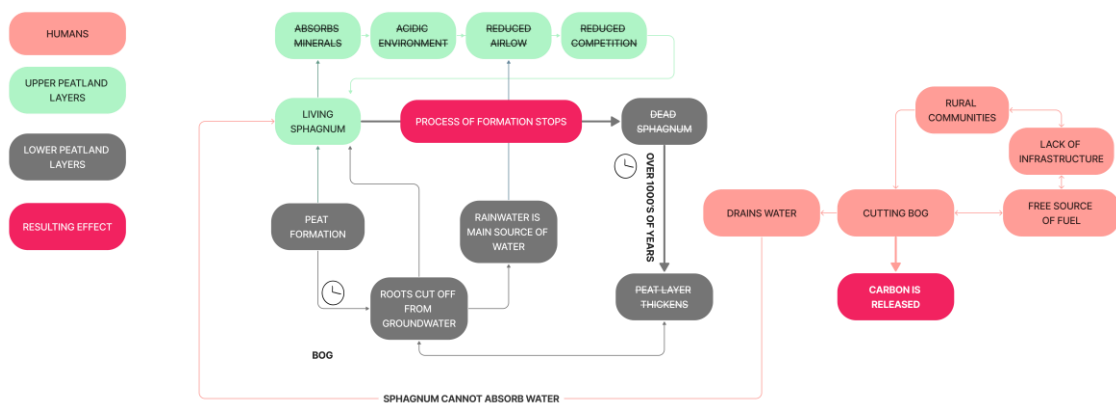 HUMANS
UPPER PEATLAND
LAYERS
LOWER PEATLAND
LAYERS
RESULTING EFFECT
ABSORBS
MINERALS
ACIDIC
ENVIRONMENT
REDUCED
AIRLOW
REDUCED
COMPETITION
LIVING
SPHAGNUM
PROCESS OF FORMATION STOPS
DEAD
SPHAGNUM
OVER 1000'S OF YEARS
PEAT
FORMATION
RAINWATER IS
MAIN SOURCE OF
WATER
ROOTS CUT OFF
FROM
GROUNDWATER
PEAT LAYER
THICKENS
BOG
SPHAGNUM CANNOT ABSORB WATER
RURAL
COMMUNITIES
LACK OF
INFRASTRUCTURE
DRAINS WATER
CUTTING BOG
FREE SOURCE
OF FUEL
CARBON IS
RELEASED